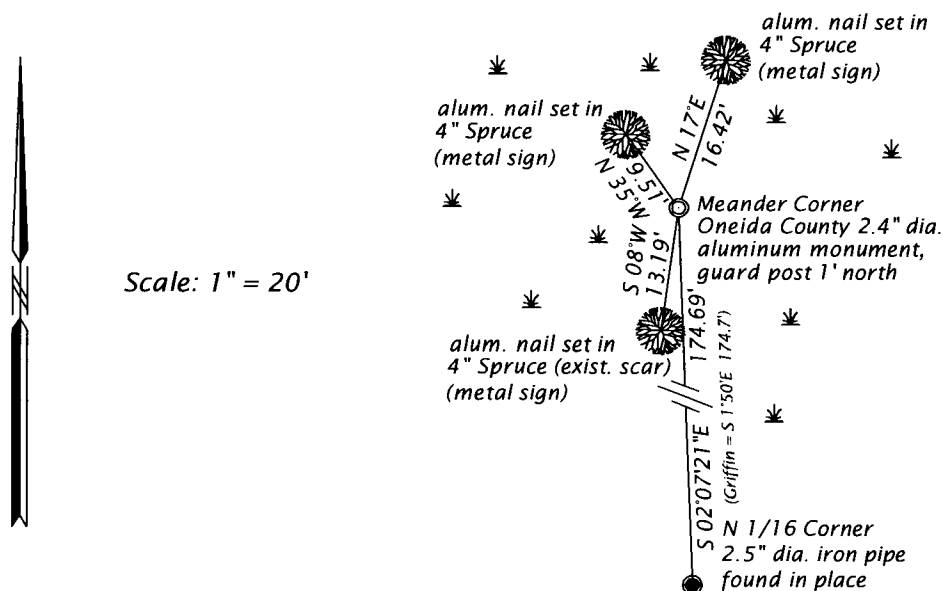 alum. nail set in
4" Spruce
(metal sign)
alum. nail set in
4" Spruce
(metal sign)
N 17°E
16.42'
9.51'
N 35°W
Meander Corner
Oneida County 2.4" dia.
aluminum monument,
guard post 1' north
S 08°W
13.19'
Scale: 1" = 20'
alum. nail set in
4" Spruce (exist. scar)
(metal sign)
174.69'
S 02°07'21"E
(Griffin = S 1°50'E 174.7')
N 1/16 Corner
2.5" dia. iron pipe
found in place